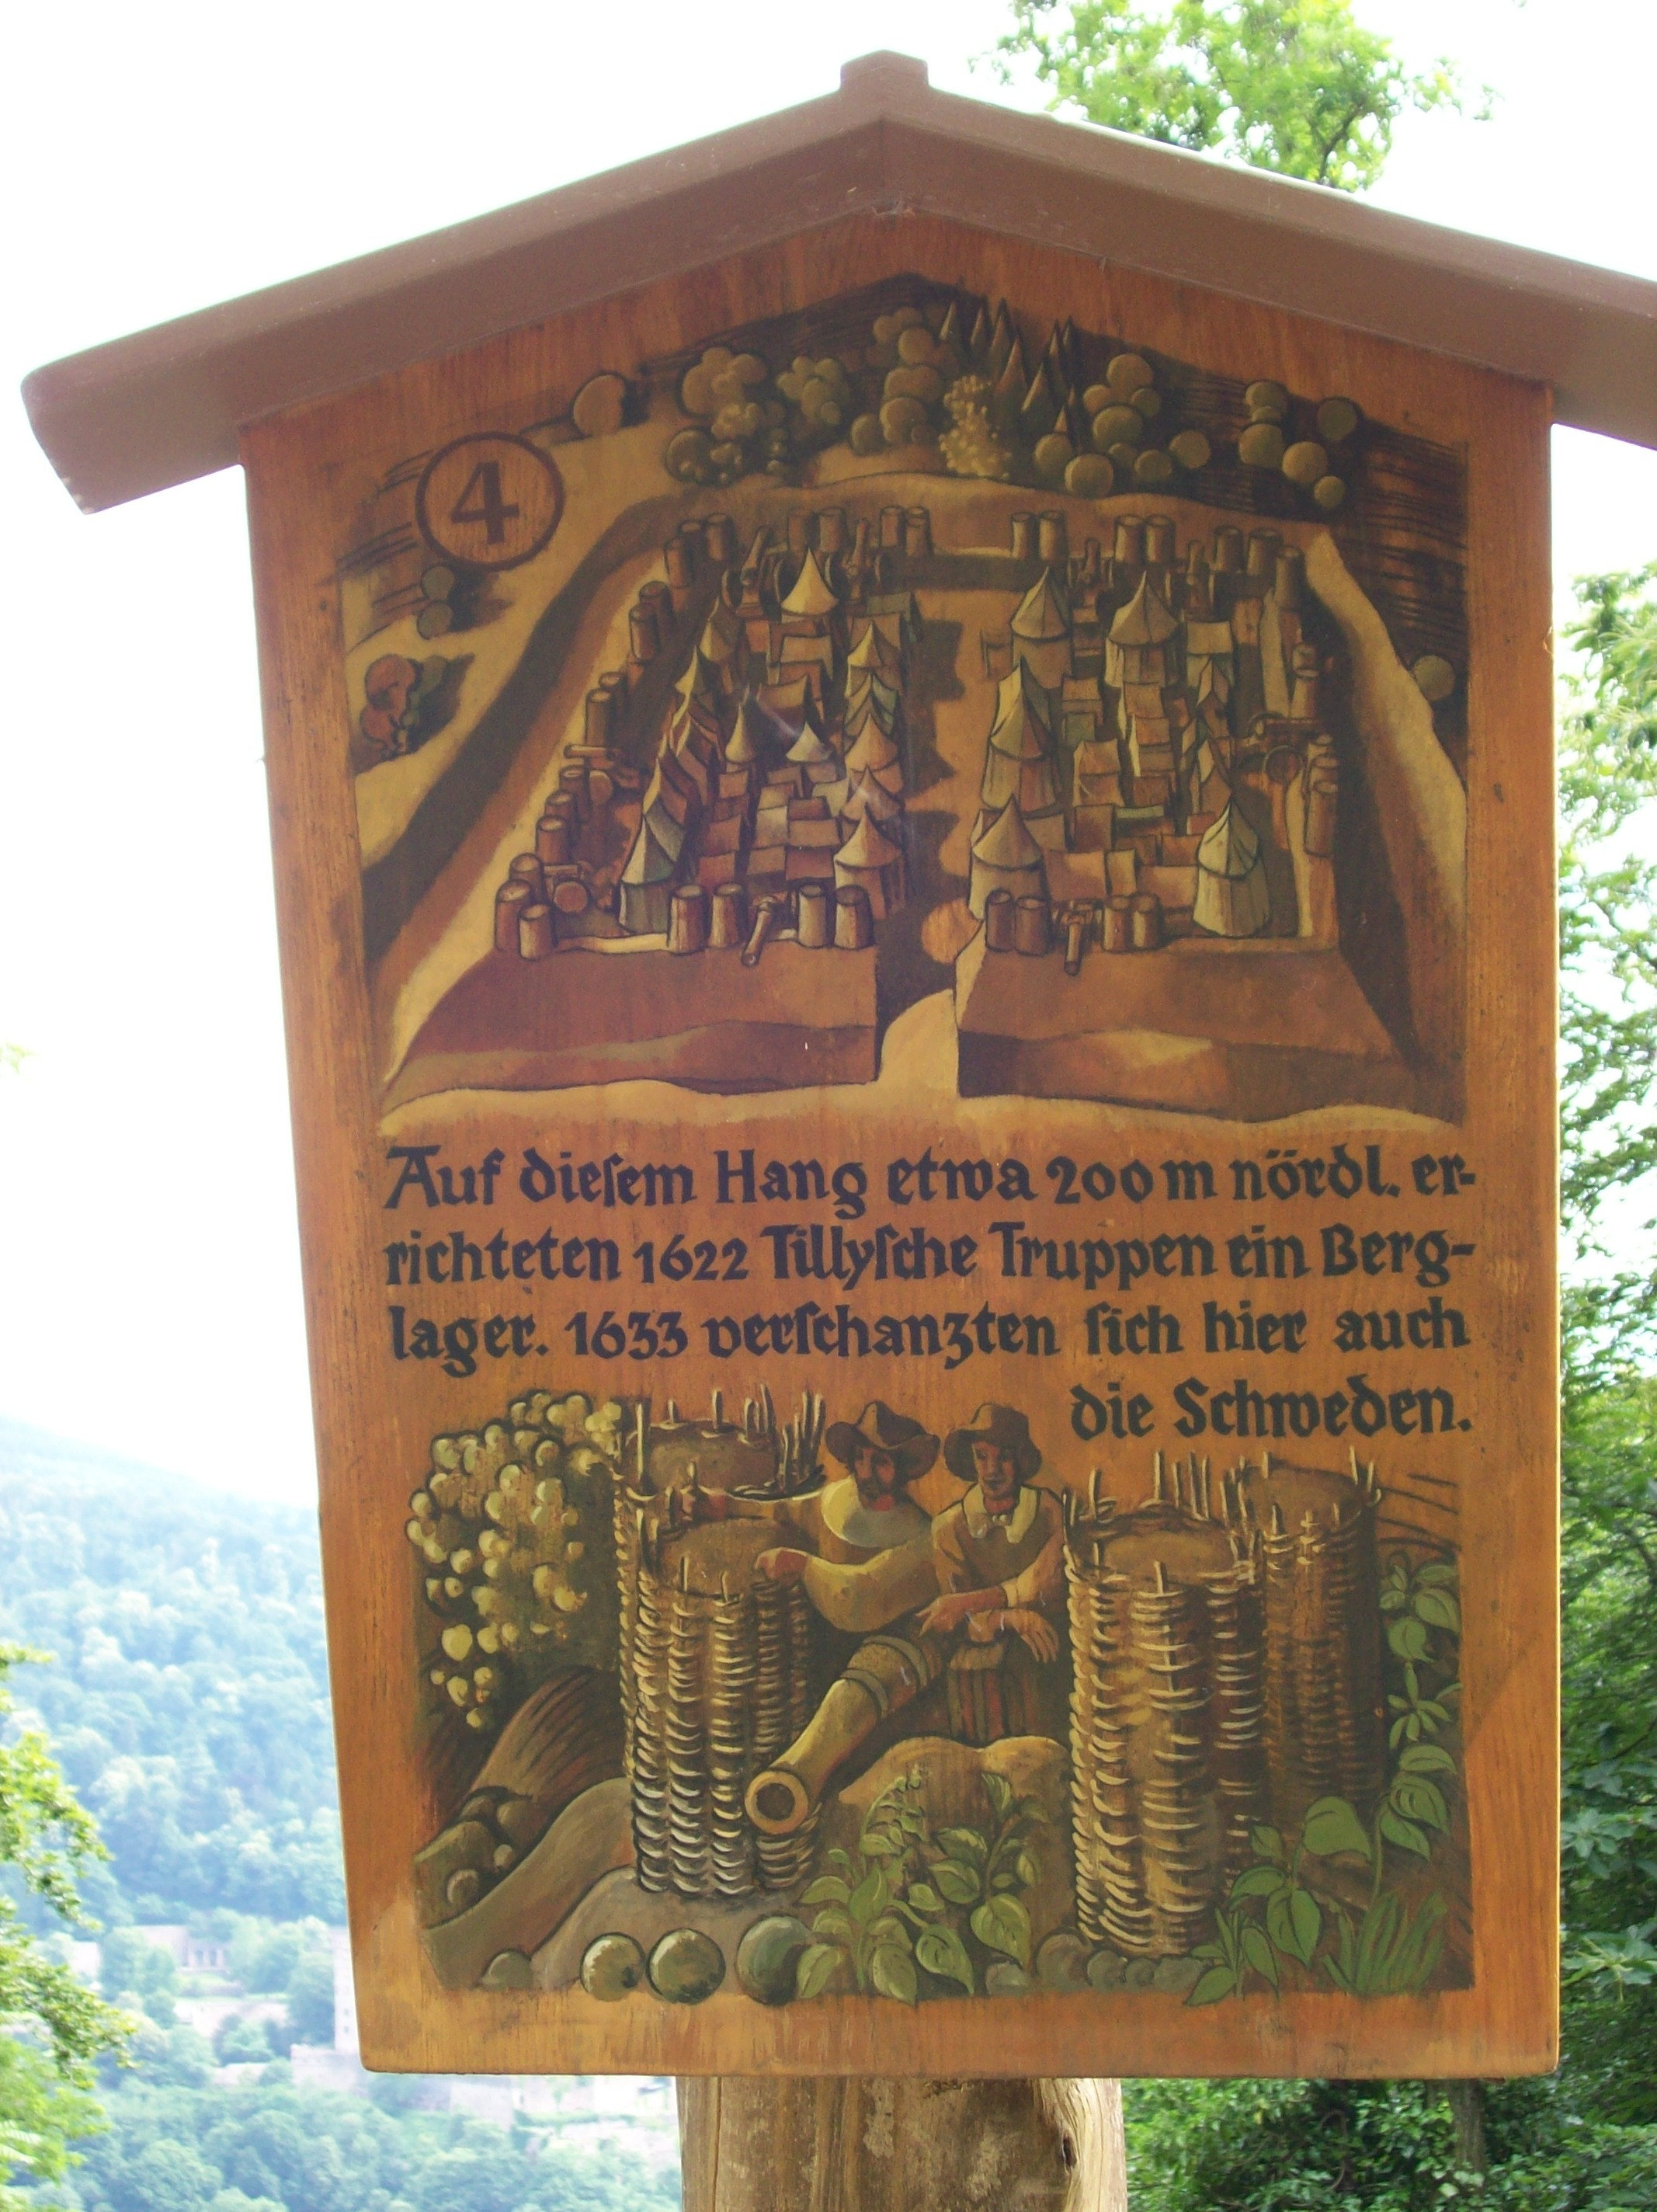 4
Auf dieſem Hang etwa 200 m nördl. er-
richteten 1622 Tillyſche Truppen ein Berg-
lager. 1633 verſchanzten ſich hier auch
die Schweden.